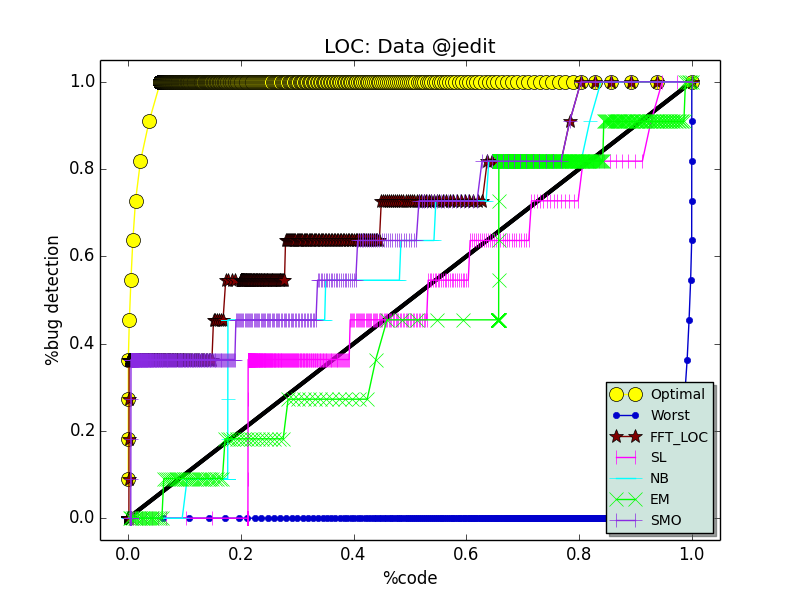 LOC: Data @jedit
1.0
0.8
0.6
0.4
0.2
0.0
%bug detection
Optimal
Worst
FFT_LOC
SL
NB
EM
SMO
0.0 0.2 0.4 0.6 0.8 1.0
%code